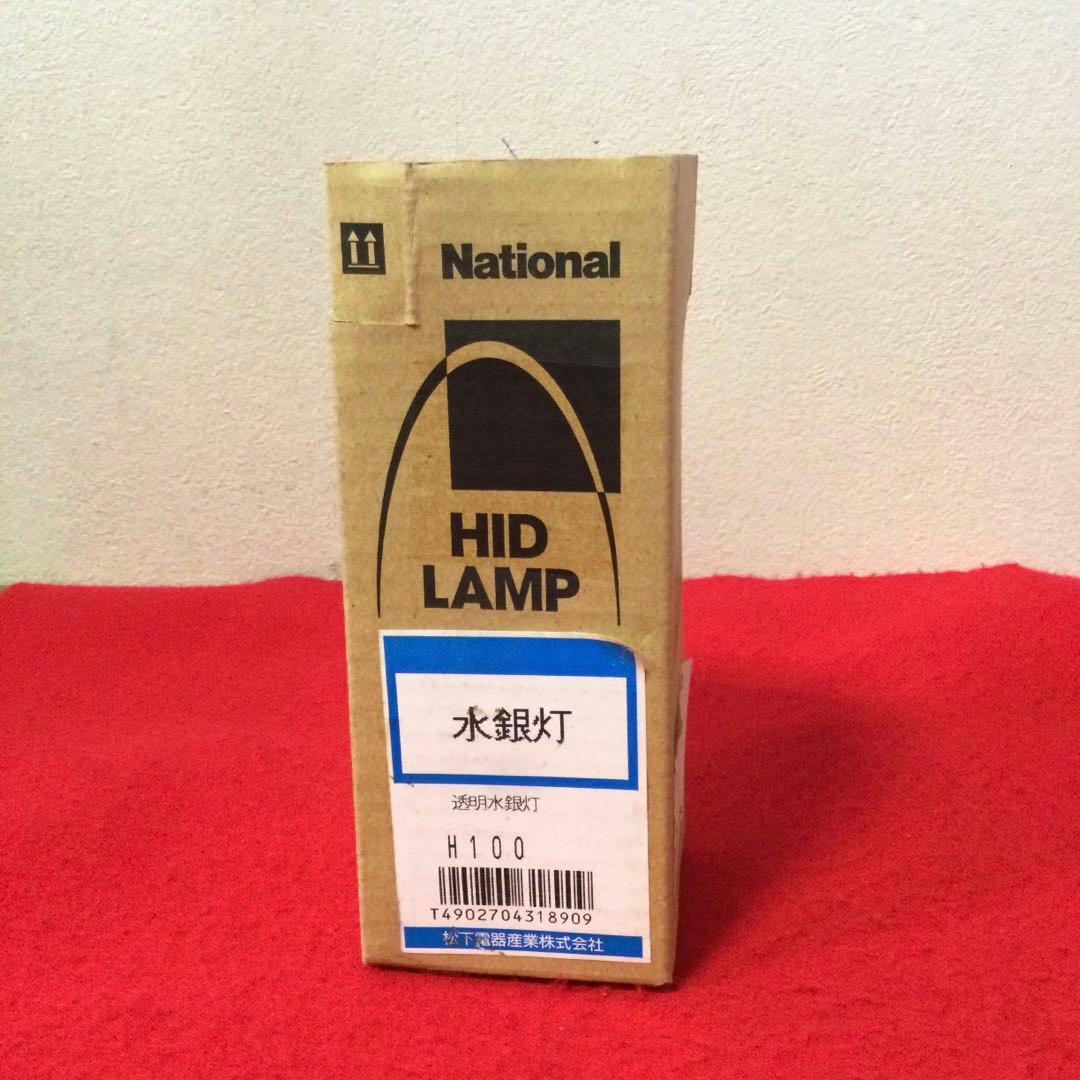 National
HID
LAMP
水銀灯
透明水銀灯
H100
T4902704318909
松下電器産業株式会社